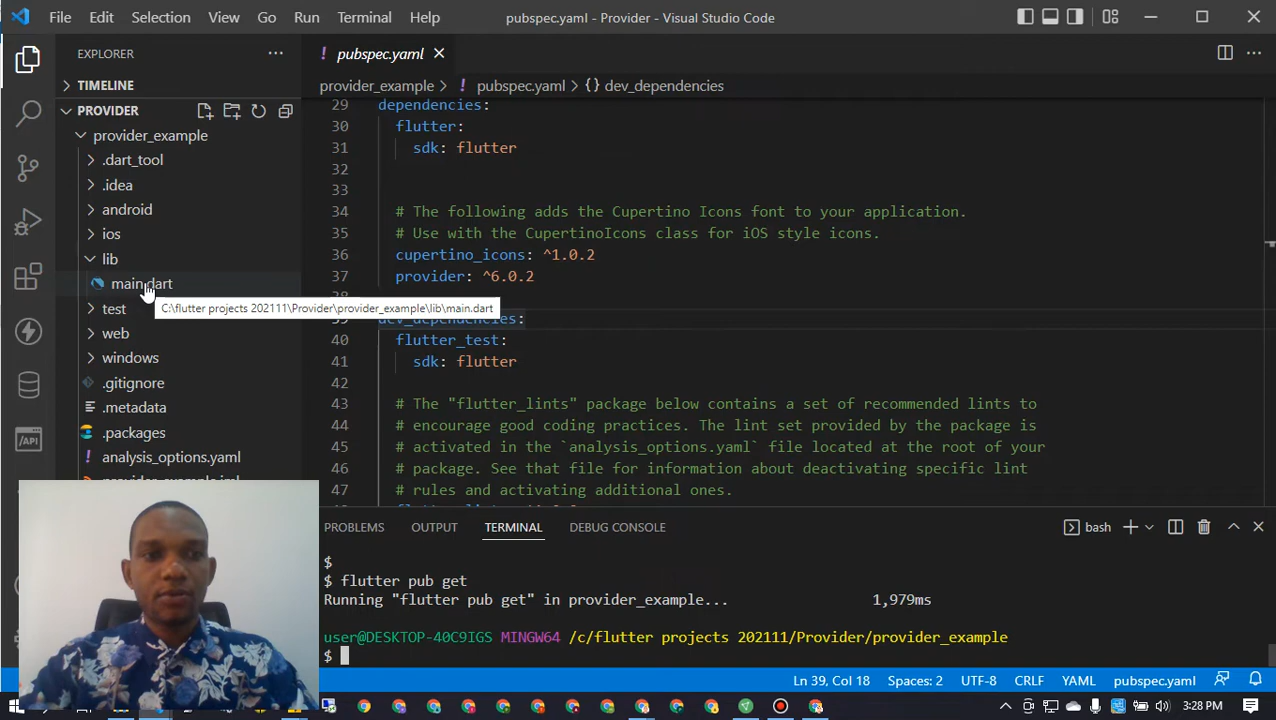 File Edit Selection View Go Run Terminal Help
pubspec.yaml - Provider - Visual Studio Code
EXPLORER
TIMELINE
PROVIDER
provider_example
.dart_tool
.idea
android
ios
lib
main.dart
C:\flutter projects 202111\Provider\provider_example\lib\main.dart
test
web
windows
.gitignore
.metadata
.packages
analysis_options.yaml
! pubspec.yaml
provider_example > ! pubspec.yaml > {} dev_dependencies
29 dependencies:
30 flutter:
31 sdk: flutter
32
33
34 # The following adds the Cupertino Icons font to your application.
35 # Use with the CupertinoIcons class for iOS style icons.
36 cupertino_icons: ^1.0.2
37 provider: ^6.0.2
38
39 dev_dependencies:
40 flutter_test:
41 sdk: flutter
42
43 # The "flutter_lints" package below contains a set of recommended lints to
44 # encourage good coding practices. The lint set provided by the package is
45 # activated in the `analysis_options.yaml` file located at the root of your
46 # package. See that file for information about deactivating specific lint
47 # rules and activating additional ones.
PROBLEMS OUTPUT TERMINAL DEBUG CONSOLE
bash
$
$ flutter pub get
Running "flutter pub get" in provider_example... 1,979ms
user@DESKTOP-40C9IGS MINGW64 /c/flutter projects 202111/Provider/provider_example
$
Ln 39, Col 18 Spaces: 2 UTF-8 CRLF YAML pubspec.yaml
3:28 PM